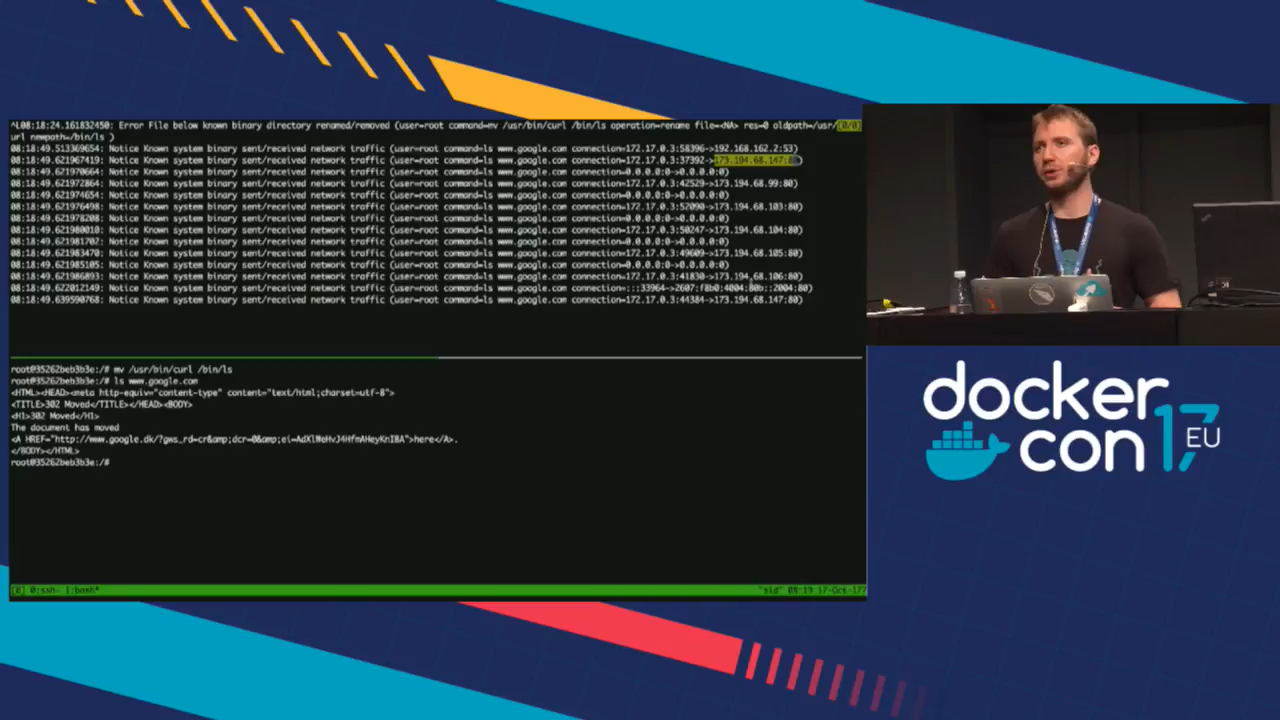 ^L08:18:24.161832450: Error File below known binary directory renamed/removed (user=root command=mv /usr/bin/curl /bin/ls operation=rename file=<NA> res=0 oldpath=/usr/[0/0]
url newpath=/bin/ls )
08:18:49.513369654: Notice Known system binary sent/received network traffic (user=root command=ls www.google.com connection=172.17.0.3:58396->192.168.162.2:53)
08:18:49.621967419: Notice Known system binary sent/received network traffic (user=root command=ls www.google.com connection=172.17.0.3:37392->173.194.68.147:80)
08:18:49.621970664: Notice Known system binary sent/received network traffic (user=root command=ls www.google.com connection=0.0.0.0:0->0.0.0.0:0)
08:18:49.621972864: Notice Known system binary sent/received network traffic (user=root command=ls www.google.com connection=172.17.0.3:42529->173.194.68.99:80)
08:18:49.621974654: Notice Known system binary sent/received network traffic (user=root command=ls www.google.com connection=0.0.0.0:0->0.0.0.0:0)
08:18:49.621976498: Notice Known system binary sent/received network traffic (user=root command=ls www.google.com connection=172.17.0.3:52098->173.194.68.103:80)
08:18:49.621978208: Notice Known system binary sent/received network traffic (user=root command=ls www.google.com connection=0.0.0.0:0->0.0.0.0:0)
08:18:49.621980010: Notice Known system binary sent/received network traffic (user=root command=ls www.google.com connection=172.17.0.3:50247->173.194.68.104:80)
08:18:49.621981702: Notice Known system binary sent/received network traffic (user=root command=ls www.google.com connection=0.0.0.0:0->0.0.0.0:0)
08:18:49.621983470: Notice Known system binary sent/received network traffic (user=root command=ls www.google.com connection=172.17.0.3:49609->173.194.68.105:80)
08:18:49.621985105: Notice Known system binary sent/received network traffic (user=root command=ls www.google.com connection=0.0.0.0:0->0.0.0.0:0)
08:18:49.621986893: Notice Known system binary sent/received network traffic (user=root command=ls www.google.com connection=172.17.0.3:41830->173.194.68.106:80)
08:18:49.622012149: Notice Known system binary sent/received network traffic (user=root command=ls www.google.com connection=:::33964->2607:f8b0:4004:80b::2004:80)
08:18:49.639590768: Notice Known system binary sent/received network traffic (user=root command=ls www.google.com connection=172.17.0.3:44384->173.194.68.147:80)
root@35262beb3b3e:/# mv /usr/bin/curl /bin/ls
root@35262beb3b3e:/# ls www.google.com
<HTML><HEAD><meta http-equiv="content-type" content="text/html;charset=utf-8">
<TITLE>302 Moved</TITLE></HEAD><BODY>
<H1>302 Moved</H1>
The document has moved
<A HREF="http://www.google.dk/?gws_rd=cr&amp;dcr=0&amp;ei=AdXlWeHvJ4HfmAHeyKnIBA">here</A>.
</BODY></HTML>
root@35262beb3b3e:/#
[0] 0:ssh- 1:bash* "sid" 08:19 17-Oct-17
docker
con 17 EU